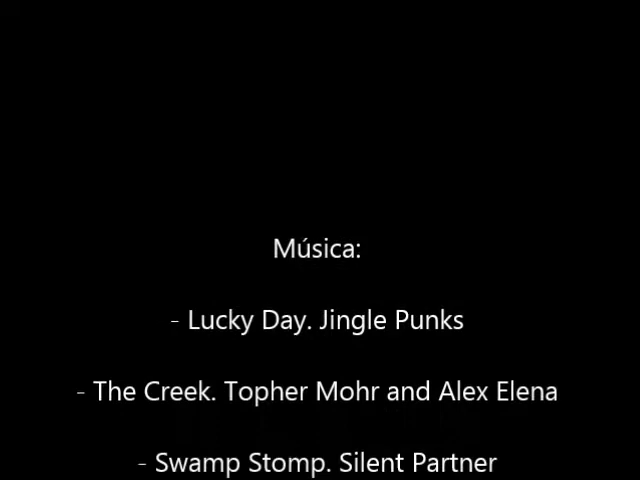 Música:
- Lucky Day. Jingle Punks
- The Creek. Topher Mohr and Alex Elena
- Swamp Stomp. Silent Partner